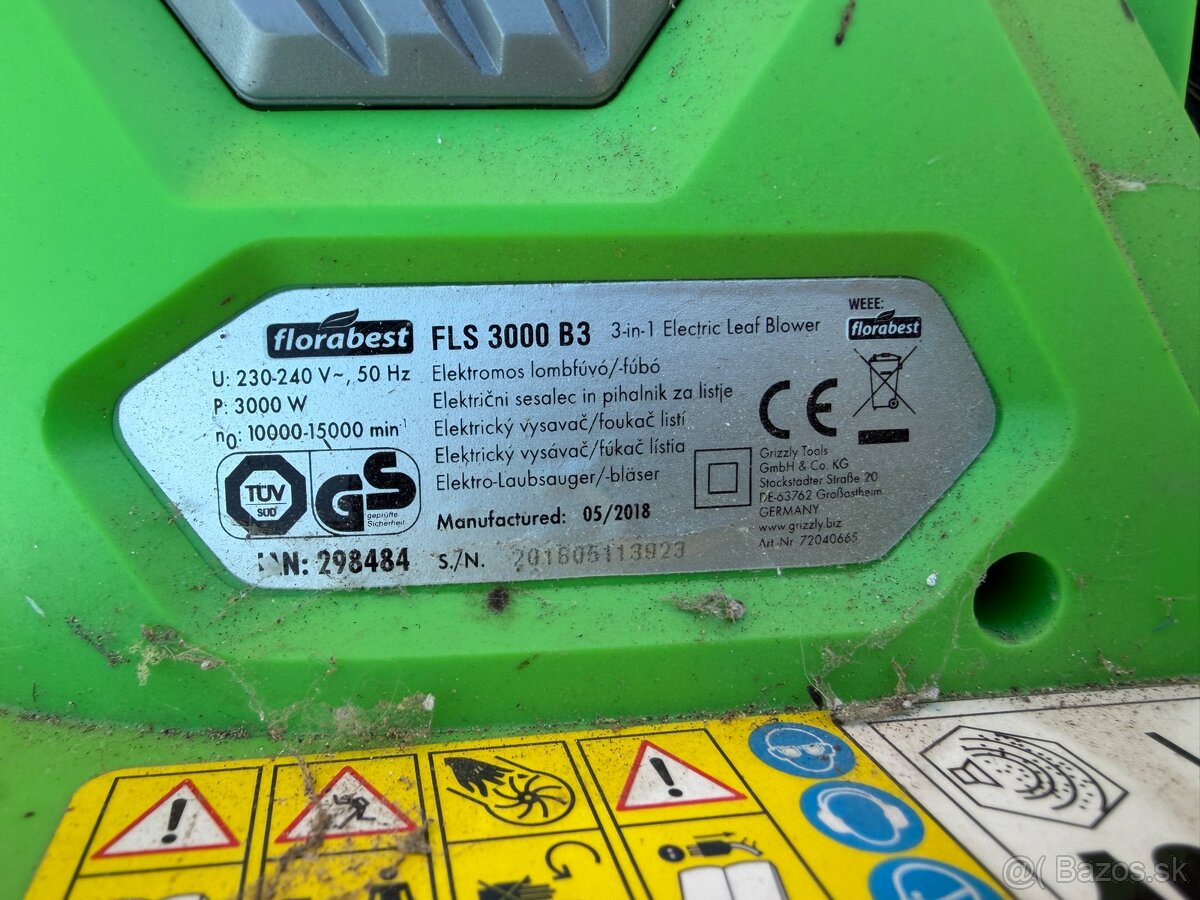 florabest FLS 3000 B3 3-in-1 Electric Leaf Blower
U: 230-240 V~, 50 Hz
P: 3000 W
n0: 10000-15000 min-1
Elektromos lombfúvó/-fúbó
Električni sesalec in pihalnik za listje
Elektrický vysavač/foukač listí
Elektrický vysávač/fúkač lístia
Elektro-Laubsauger/-bläser
TÜV
SÜD
GS
geprüfte
Sicherheit
Manufactured: 05/2018
298484
S./N. 201805113923
WEEE:
florabest
CE
Grizzly Tools
GmbH & Co. KG
Stockstädter Straße 20
DE-63762 Großostheim
GERMANY
www.grizzly.biz
Art-Nr 72040665
@( Bazos.sk